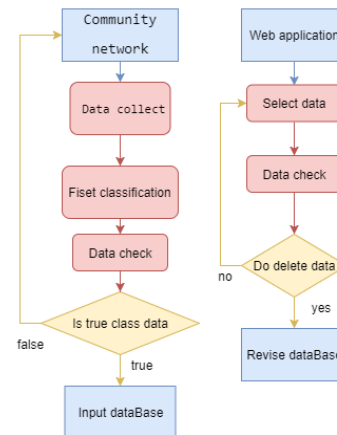 Community
network
Data collect
Fiset classification
Data check
Is true class data
false
true
Input dataBase
Web application
Select data
Data check
Do delete data
no
yes
Revise dataBase